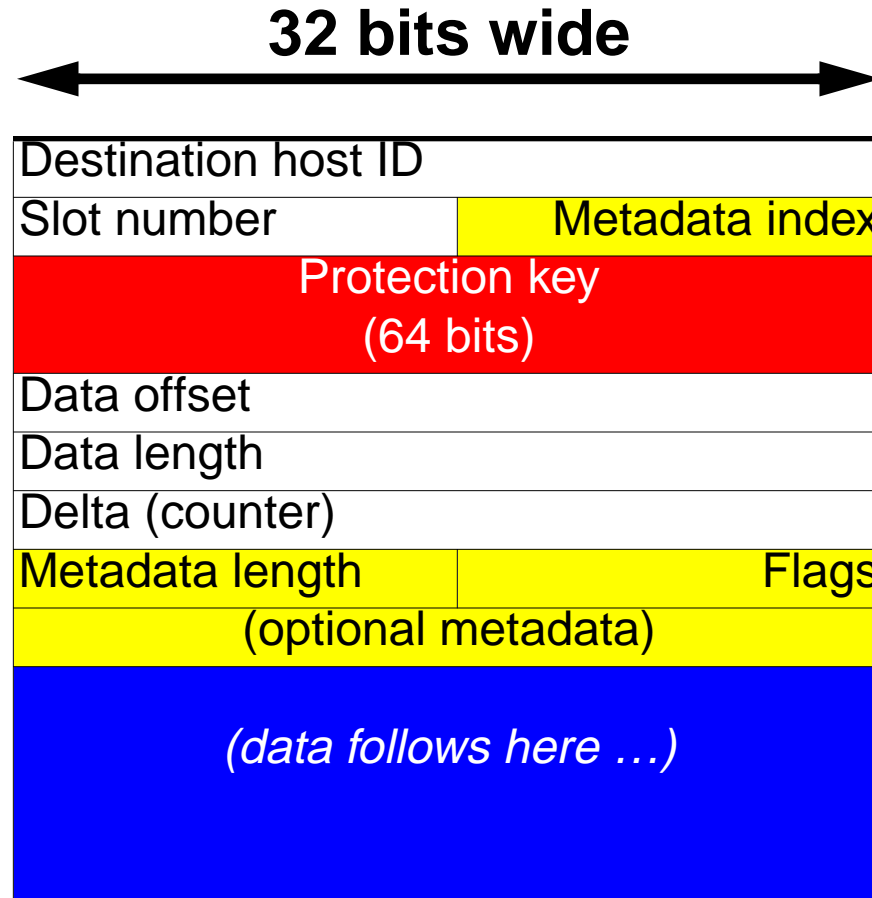 32 bits wide
Destination host ID
Slot number Metadata index
Protection key
(64 bits)
Data offset
Data length
Delta (counter)
Metadata length Flags
(optional metadata)
(data follows here …)